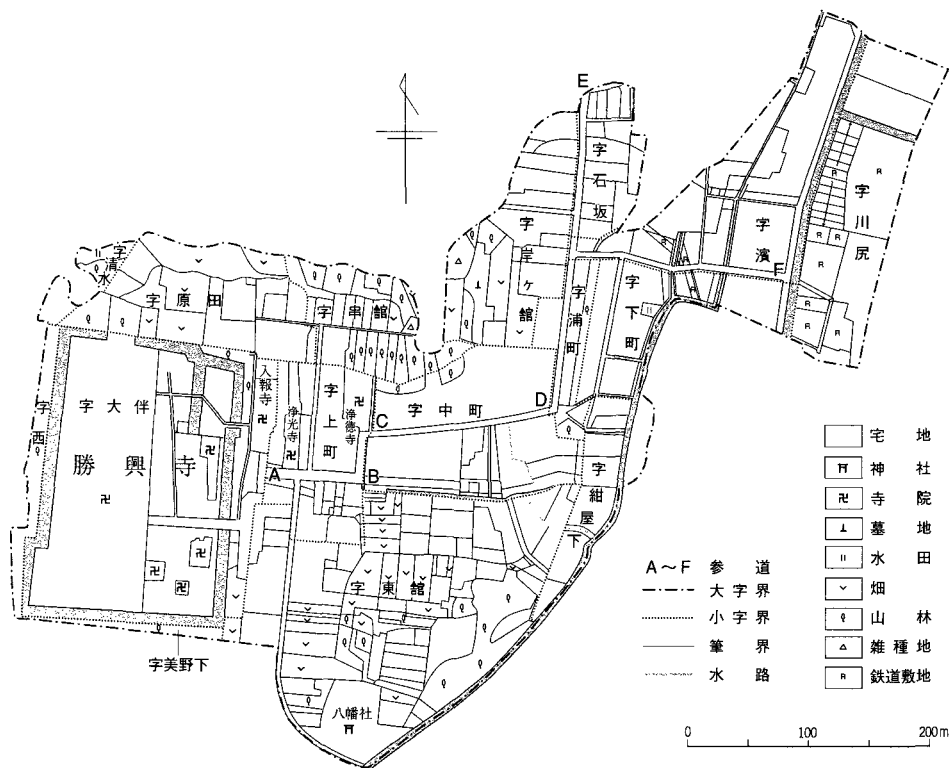 E
字石坂
字川尻
字濱
F
字岸ヶ館
字浦町
字下町
字清水
字原田
字串館
字西
字大伴
勝興寺
入報寺
浄光寺
字上町
浄徳寺
C
字中町
D
A
B
字紺屋下
字東館
字美野下
八幡社
宅地
神社
寺院
墓地
水田
畑
山林
雑種地
鉄道敷地
A～F 参道
大字界
小字界
筆界
水路
0 100 200m